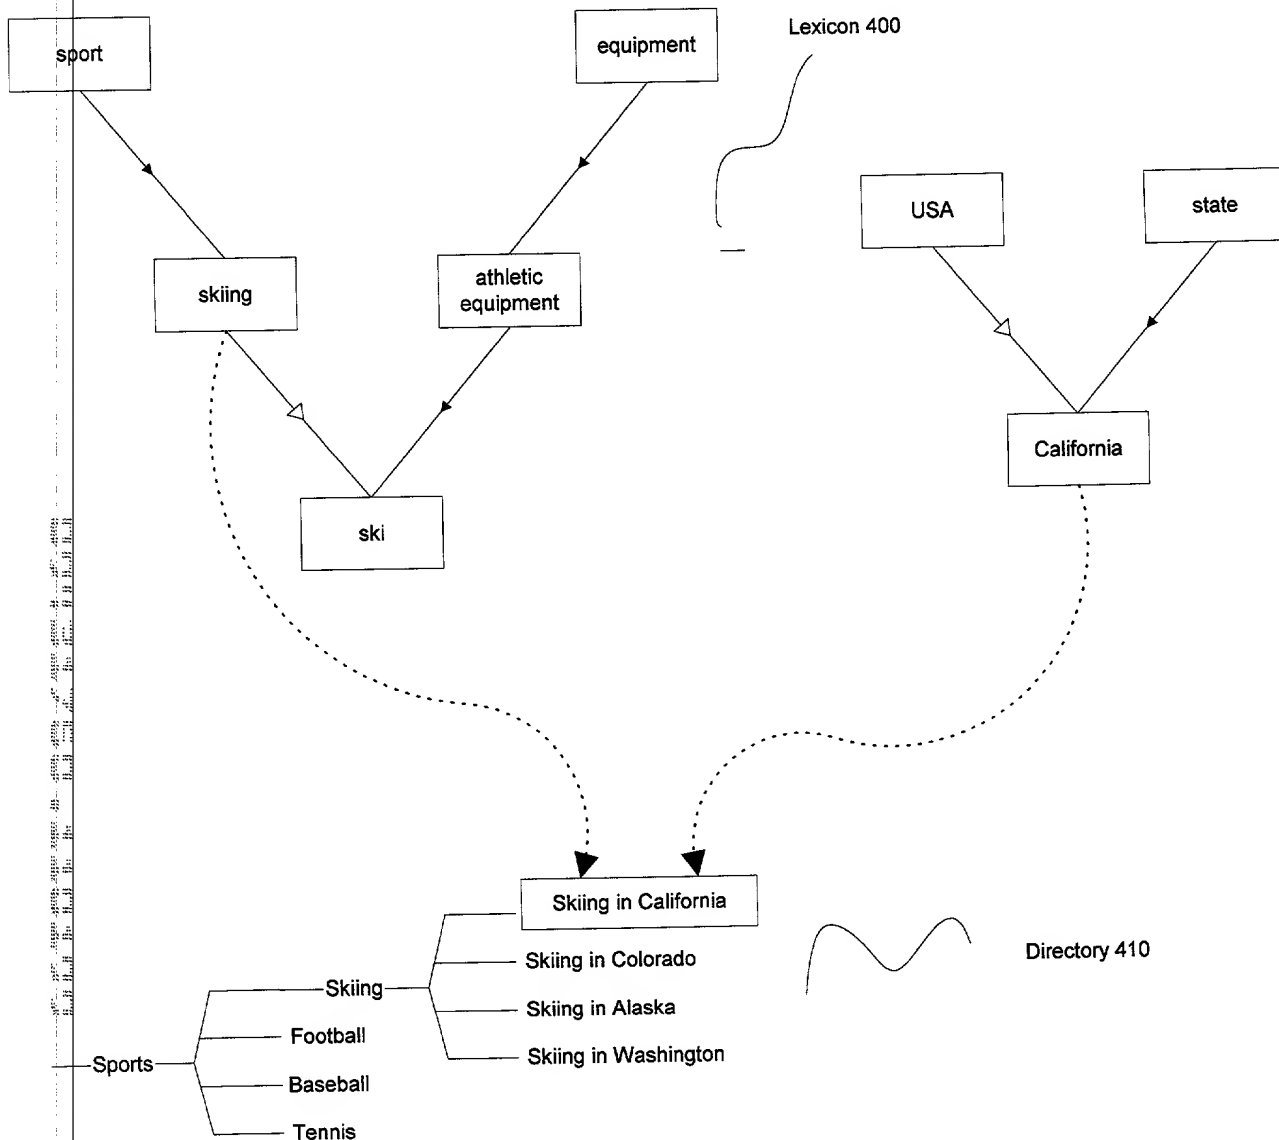 Lexicon 400
sport
equipment
USA
state
skiing
athletic
equipment
California
ski
Skiing in California
Directory 410
Skiing in Colorado
Skiing
Skiing in Alaska
Football
Skiing in Washington
Sports
Baseball
Tennis